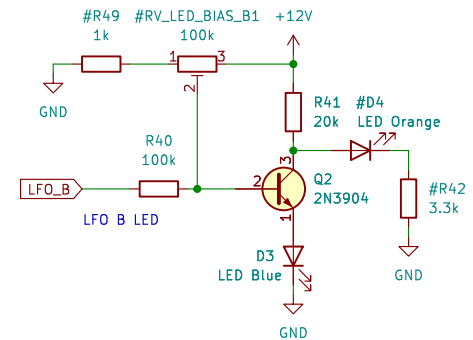 #R49 #RV_LED_BIAS_B1 +12V
1k 100k
1 3
2
GND
R41 #D4
20k LED Orange
R40
100k
3
Q2
2N3904
2
LFO_B
#R42
3.3k
LFO B LED
1
D3
LED Blue
GND
GND